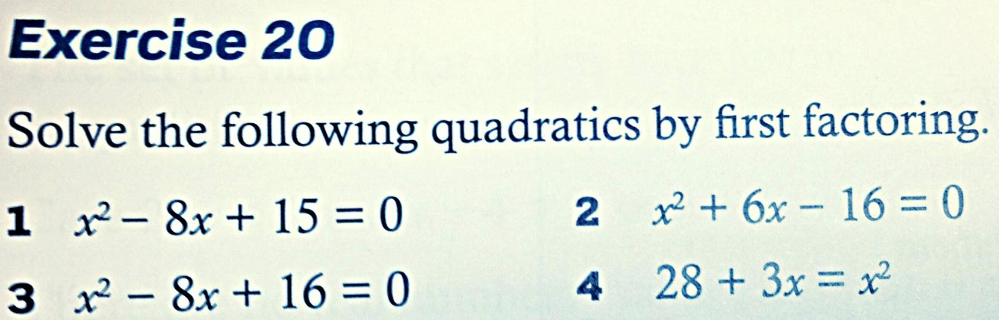 Exercise 20
Solve the following quadratics by first factoring.
1 x² – 8x + 15 = 0 2 x² + 6x – 16 = 0
3 x² – 8x + 16 = 0 4 28 + 3x = x²